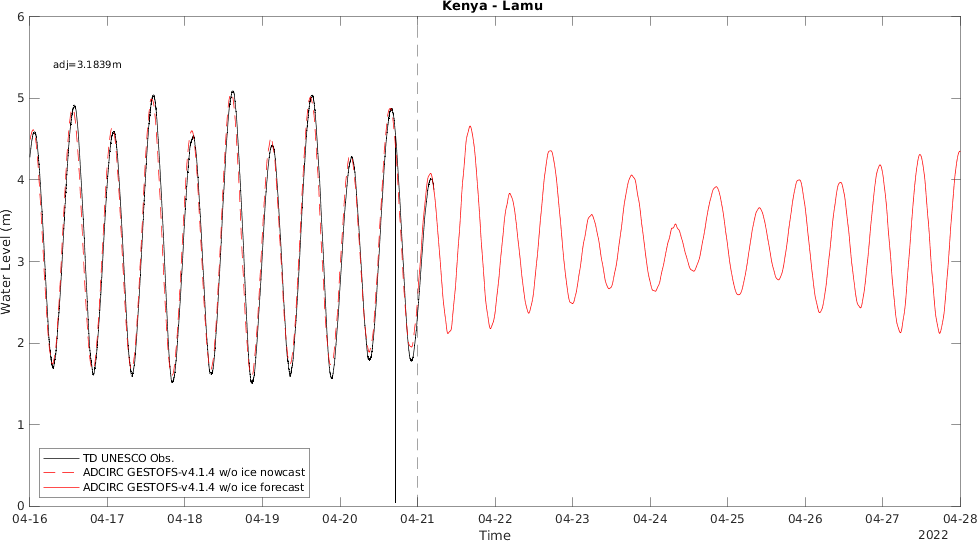 Kenya - Lamu
6
adj=3.1839m
5
4
3
2
1
0
Water Level (m)
TD UNESCO Obs.
ADCIRC GESTOFS-v4.1.4 w/o ice nowcast
ADCIRC GESTOFS-v4.1.4 w/o ice forecast
04-16 04-17 04-18 04-19 04-20 04-21 04-22 04-23 04-24 04-25 04-26 04-27 04-28
Time
2022